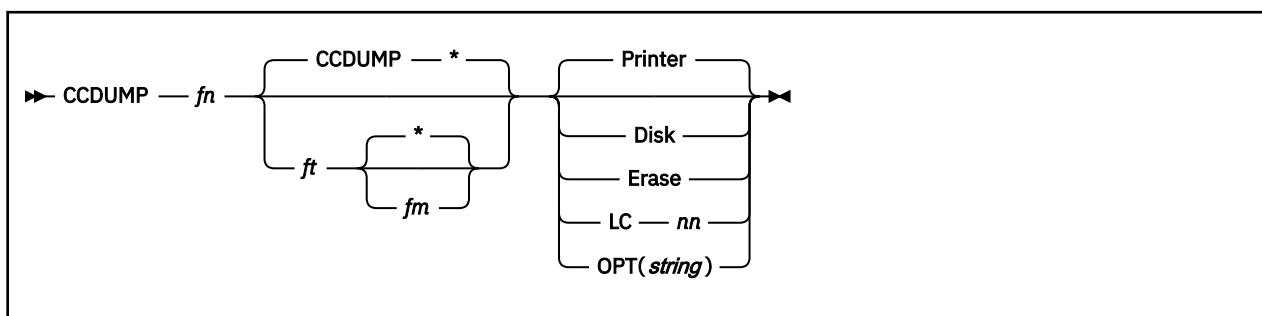 CCDUMP * Printer
CCDUMP fn
* Disk
ft Erase
fm
LC nn
OPT(string)